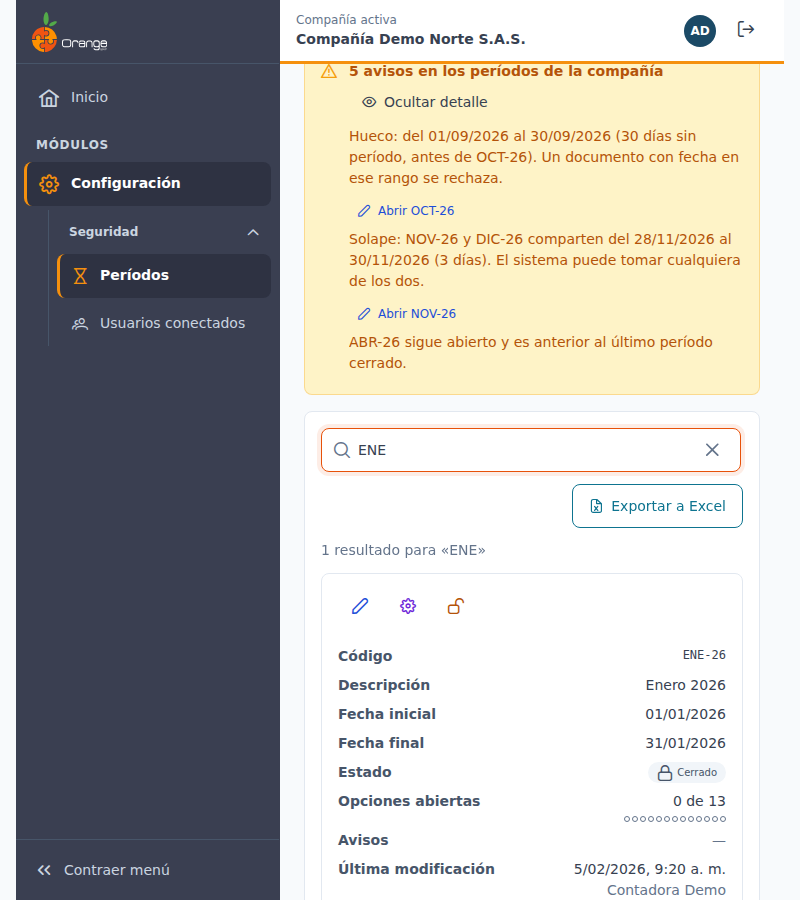 Orange
Inicio
MÓDULOS
Configuración
Seguridad
Períodos
Usuarios conectados
Contraer menú
Compañía activa
Compañía Demo Norte S.A.S.
AD
5 avisos en los períodos de la compañía
Ocultar detalle
Hueco: del 01/09/2026 al 30/09/2026 (30 días sin
período, antes de OCT-26). Un documento con fecha en
ese rango se rechaza.
Abrir OCT-26
Solape: NOV-26 y DIC-26 comparten del 28/11/2026 al
30/11/2026 (3 días). El sistema puede tomar cualquiera
de los dos.
Abrir NOV-26
ABR-26 sigue abierto y es anterior al último período
cerrado.
ENE
Exportar a Excel
1 resultado para «ENE»
Código ENE-26
Descripción Enero 2026
Fecha inicial 01/01/2026
Fecha final 31/01/2026
Estado Cerrado
Opciones abiertas 0 de 13
Avisos —
Última modificación 5/02/2026, 9:20 a. m.
Contadora Demo